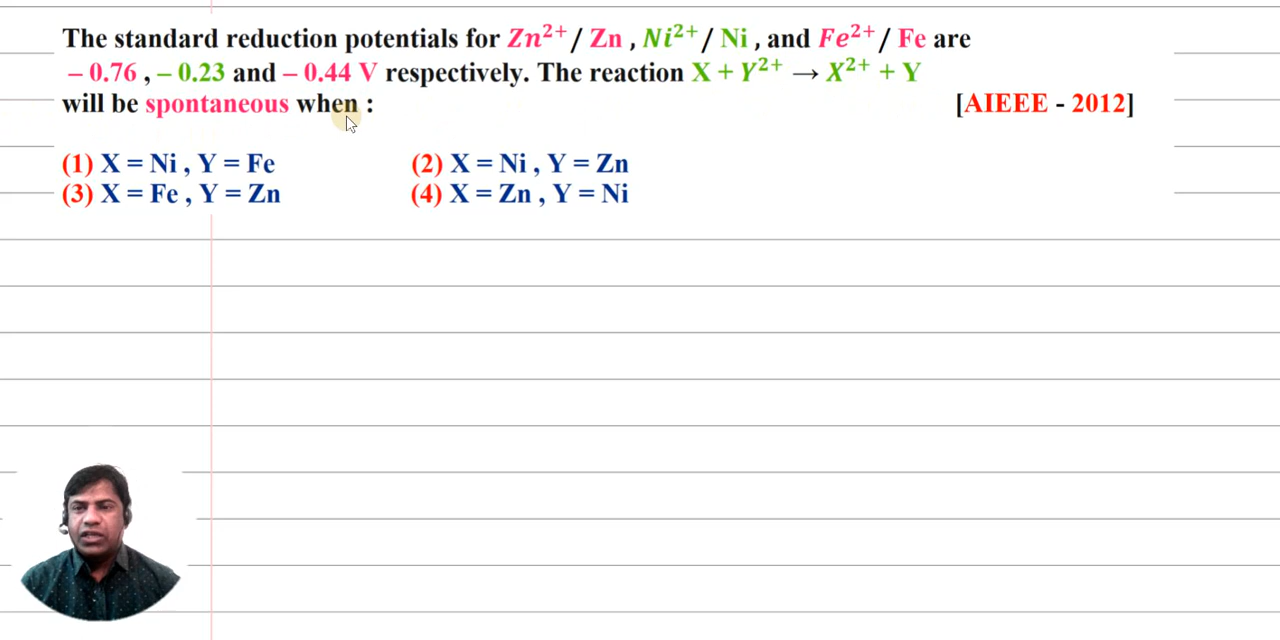 The standard reduction potentials for Zn²⁺ / Zn , Ni²⁺ / Ni , and Fe²⁺ / Fe are
– 0.76 , – 0.23 and – 0.44 V respectively. The reaction X + Y²⁺ → X²⁺ + Y
will be spontaneous when : [AIEEE - 2012]
(1) X = Ni , Y = Fe (2) X = Ni , Y = Zn
(3) X = Fe , Y = Zn (4) X = Zn , Y = Ni